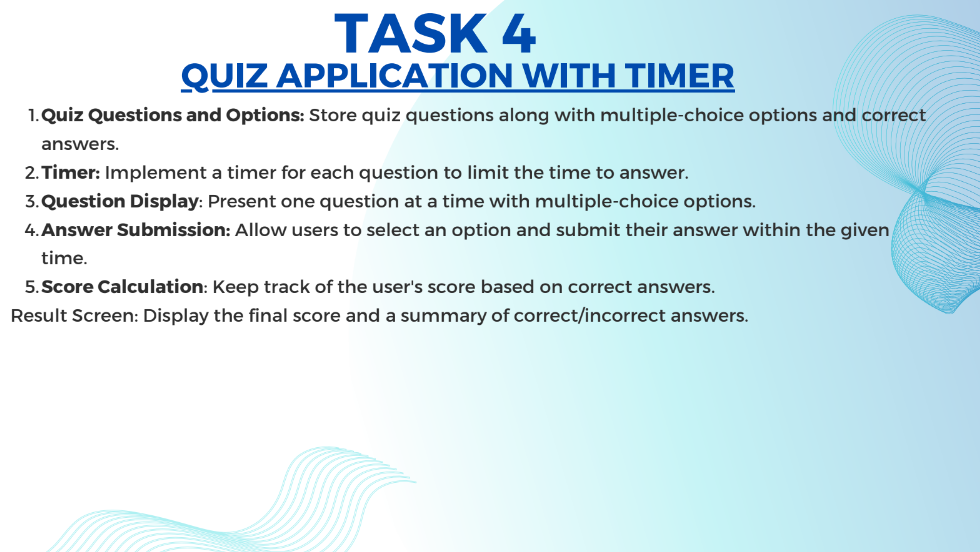 TASK 4
QUIZ APPLICATION WITH TIMER
1. Quiz Questions and Options: Store quiz questions along with multiple-choice options and correct
answers.
2. Timer: Implement a timer for each question to limit the time to answer.
3. Question Display: Present one question at a time with multiple-choice options.
4. Answer Submission: Allow users to select an option and submit their answer within the given
time.
5. Score Calculation: Keep track of the user's score based on correct answers.
Result Screen: Display the final score and a summary of correct/incorrect answers.